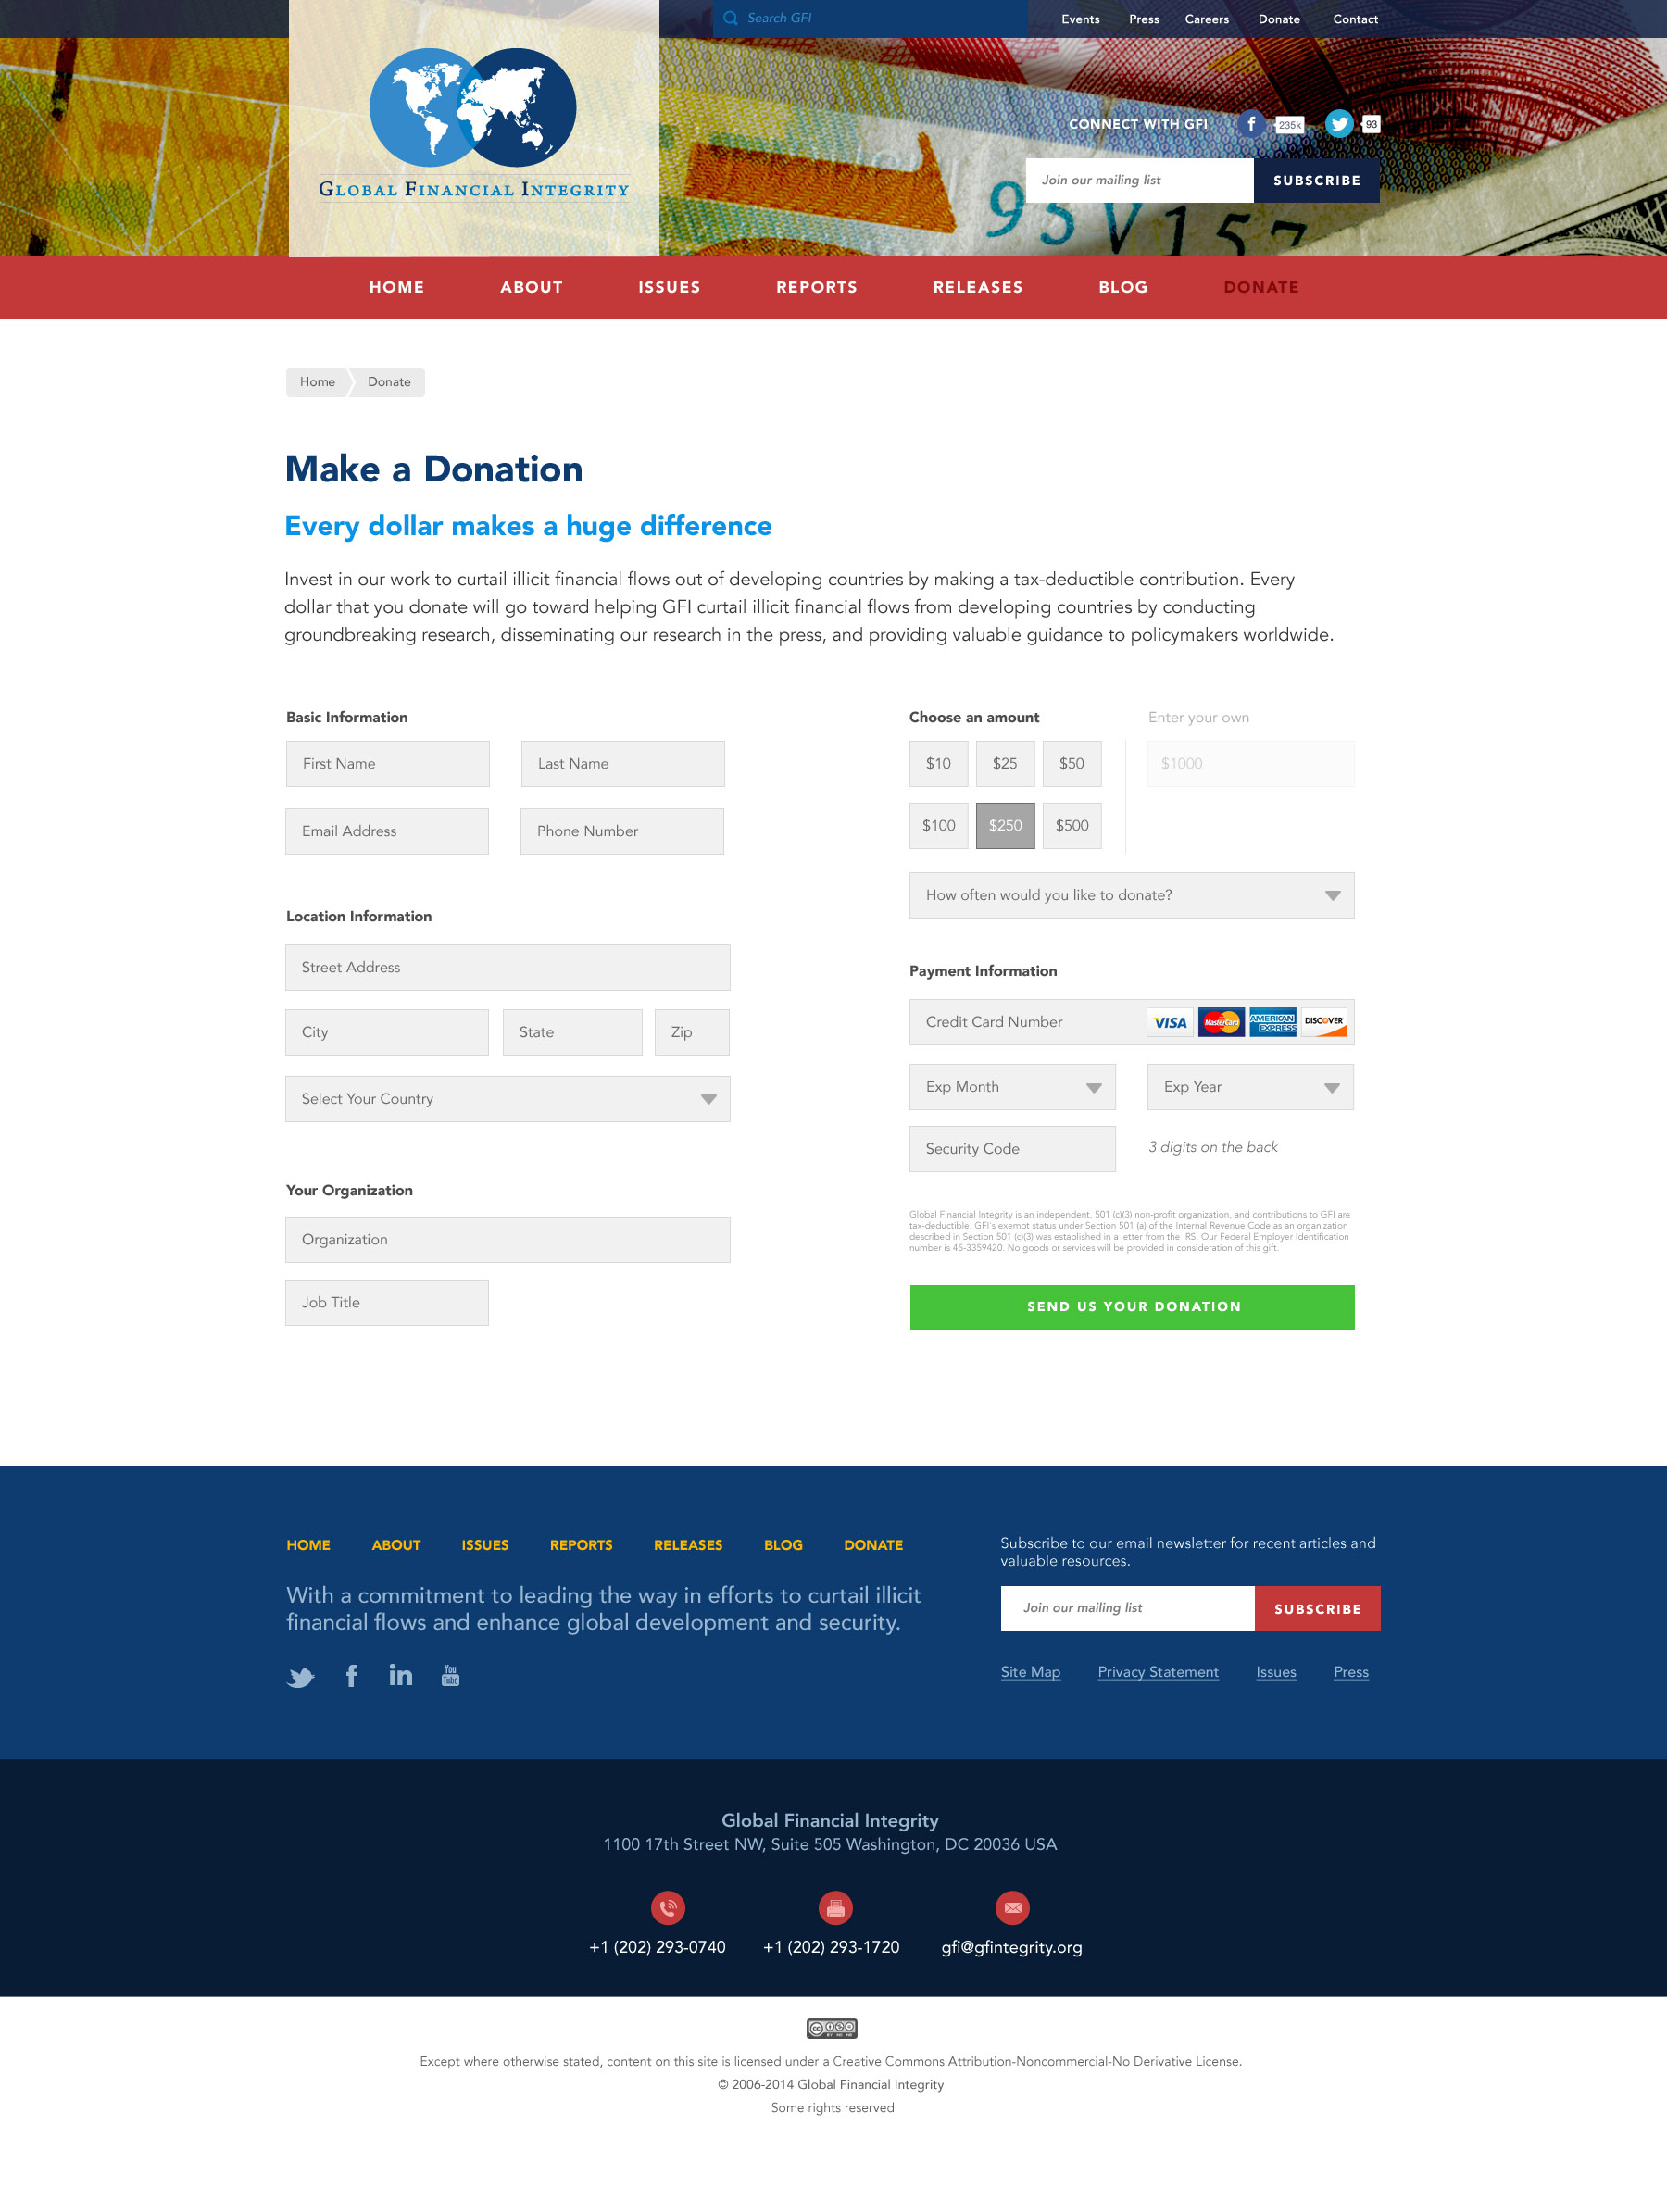 Search GFI
Events Press Careers Donate Contact
CONNECT WITH GFI 235k 93
GLOBAL FINANCIAL INTEGRITY
Join our mailing list SUBSCRIBE
95V157
HOME ABOUT ISSUES REPORTS RELEASES BLOG DONATE
Home Donate
Make a Donation
Every dollar makes a huge difference
Invest in our work to curtail illicit financial flows out of developing countries by making a tax-deductible contribution. Every
dollar that you donate will go toward helping GFI curtail illicit financial flows from developing countries by conducting
groundbreaking research, disseminating our research in the press, and providing valuable guidance to policymakers worldwide.
Basic Information
First Name Last Name
Email Address Phone Number
Location Information
Street Address
City State Zip
Select Your Country
Your Organization
Organization
Job Title
Choose an amount Enter your own
$10 $25 $50 $1000
$100 $250 $500
How often would you like to donate?
Payment Information
Credit Card Number VISA MasterCard AMERICAN EXPRESS DISCOVER
Exp Month Exp Year
Security Code 3 digits on the back
Global Financial Integrity is an independent, 501 (c)(3) non-profit organization, and contributions to GFI are
tax-deductible. GFI's exempt status under Section 501 (a) of the Internal Revenue Code as an organization
described in Section 501 (c)(3) was established in a letter from the IRS. Our Federal Employer Identification
number is 45-3359420. No goods or services will be provided in consideration of this gift.
SEND US YOUR DONATION
HOME ABOUT ISSUES REPORTS RELEASES BLOG DONATE
With a commitment to leading the way in efforts to curtail illicit
financial flows and enhance global development and security.
You Tube
Subscribe to our email newsletter for recent articles and
valuable resources.
Join our mailing list SUBSCRIBE
Site Map Privacy Statement Issues Press
Global Financial Integrity
1100 17th Street NW, Suite 505 Washington, DC 20036 USA
+1 (202) 293-0740 +1 (202) 293-1720 gfi@gfintegrity.org
Except where otherwise stated, content on this site is licensed under a Creative Commons Attribution-Noncommercial-No Derivative License.
© 2006-2014 Global Financial Integrity
Some rights reserved